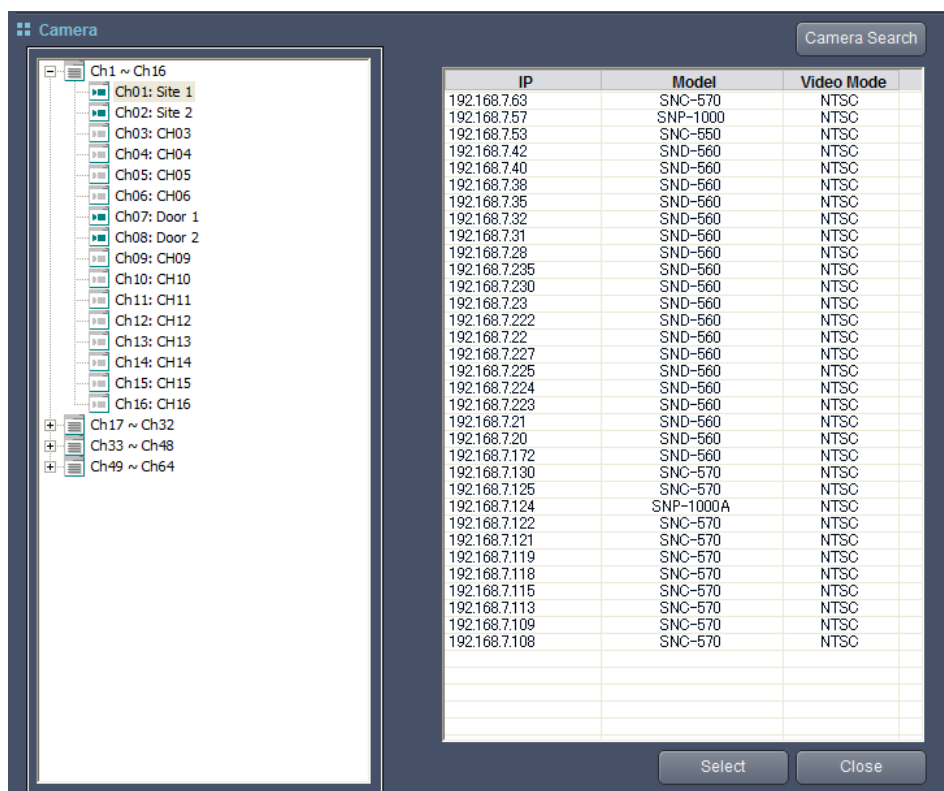 Camera
Camera Search
Ch1 ~ Ch16
Ch01: Site 1
Ch02: Site 2
Ch03: CH03
Ch04: CH04
Ch05: CH05
Ch06: CH06
Ch07: Door 1
Ch08: Door 2
Ch09: CH09
Ch10: CH10
Ch11: CH11
Ch12: CH12
Ch13: CH13
Ch14: CH14
Ch15: CH15
Ch16: CH16
Ch17 ~ Ch32
Ch33 ~ Ch48
Ch49 ~ Ch64
IP Model Video Mode
192.168.7.63 SNC-570 NTSC
192.168.7.57 SNP-1000 NTSC
192.168.7.53 SNC-550 NTSC
192.168.7.42 SND-560 NTSC
192.168.7.40 SND-560 NTSC
192.168.7.38 SND-560 NTSC
192.168.7.35 SND-560 NTSC
192.168.7.32 SND-560 NTSC
192.168.7.31 SND-560 NTSC
192.168.7.28 SND-560 NTSC
192.168.7.235 SND-560 NTSC
192.168.7.230 SND-560 NTSC
192.168.7.23 SND-560 NTSC
192.168.7.222 SND-560 NTSC
192.168.7.22 SND-560 NTSC
192.168.7.227 SND-560 NTSC
192.168.7.225 SND-560 NTSC
192.168.7.224 SND-560 NTSC
192.168.7.223 SND-560 NTSC
192.168.7.21 SND-560 NTSC
192.168.7.20 SND-560 NTSC
192.168.7.172 SND-560 NTSC
192.168.7.130 SNC-570 NTSC
192.168.7.125 SNC-570 NTSC
192.168.7.124 SNP-1000A NTSC
192.168.7.122 SNC-570 NTSC
192.168.7.121 SNC-570 NTSC
192.168.7.119 SNC-570 NTSC
192.168.7.118 SNC-570 NTSC
192.168.7.115 SNC-570 NTSC
192.168.7.113 SNC-570 NTSC
192.168.7.109 SNC-570 NTSC
192.168.7.108 SNC-570 NTSC
Select Close